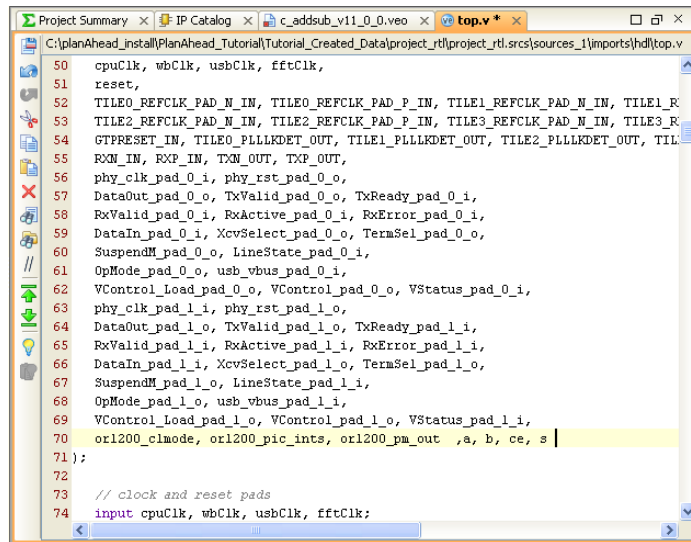 Project Summary IP Catalog c_addsub_v11_0_0.veo top.v *
C:\planAhead_install\PlanAhead_Tutorial\Tutorial_Created_Data\project_rtl\project_rtl.srcs\sources_1\imports\hdl\top.v
50 cpuClk, wbClk, usbClk, fftClk,
51 reset,
52 TILE0_REFCLK_PAD_N_IN, TILE0_REFCLK_PAD_P_IN, TILE1_REFCLK_PAD_N_IN, TILE1_R
53 TILE2_REFCLK_PAD_N_IN, TILE2_REFCLK_PAD_P_IN, TILE3_REFCLK_PAD_N_IN, TILE3_R
54 GTPRESET_IN, TILE0_PLLLKDET_OUT, TILE1_PLLLKDET_OUT, TILE2_PLLLKDET_OUT, TIL
55 RXN_IN, RXP_IN, TXN_OUT, TXP_OUT,
56 phy_clk_pad_0_i, phy_rst_pad_0_o,
57 DataOut_pad_0_o, TxValid_pad_0_o, TxReady_pad_0_i,
58 RxValid_pad_0_i, RxActive_pad_0_i, RxError_pad_0_i,
59 DataIn_pad_0_i, XcvSelect_pad_0_o, TermSel_pad_0_o,
60 SuspendM_pad_0_o, LineState_pad_0_i,
61 OpMode_pad_0_o, usb_vbus_pad_0_i,
62 VControl_Load_pad_0_o, VControl_pad_0_o, VStatus_pad_0_i,
63 phy_clk_pad_1_i, phy_rst_pad_1_o,
64 DataOut_pad_1_o, TxValid_pad_1_o, TxReady_pad_1_i,
65 RxValid_pad_1_i, RxActive_pad_1_i, RxError_pad_1_i,
66 DataIn_pad_1_i, XcvSelect_pad_1_o, TermSel_pad_1_o,
67 SuspendM_pad_1_o, LineState_pad_1_i,
68 OpMode_pad_1_o, usb_vbus_pad_1_i,
69 VControl_Load_pad_1_o, VControl_pad_1_o, VStatus_pad_1_i,
70 or1200_clmode, or1200_pic_ints, or1200_pm_out ,a, b, ce, s
71 );
72
73 // clock and reset pads
74 input cpuClk, wbClk, usbClk, fftClk;